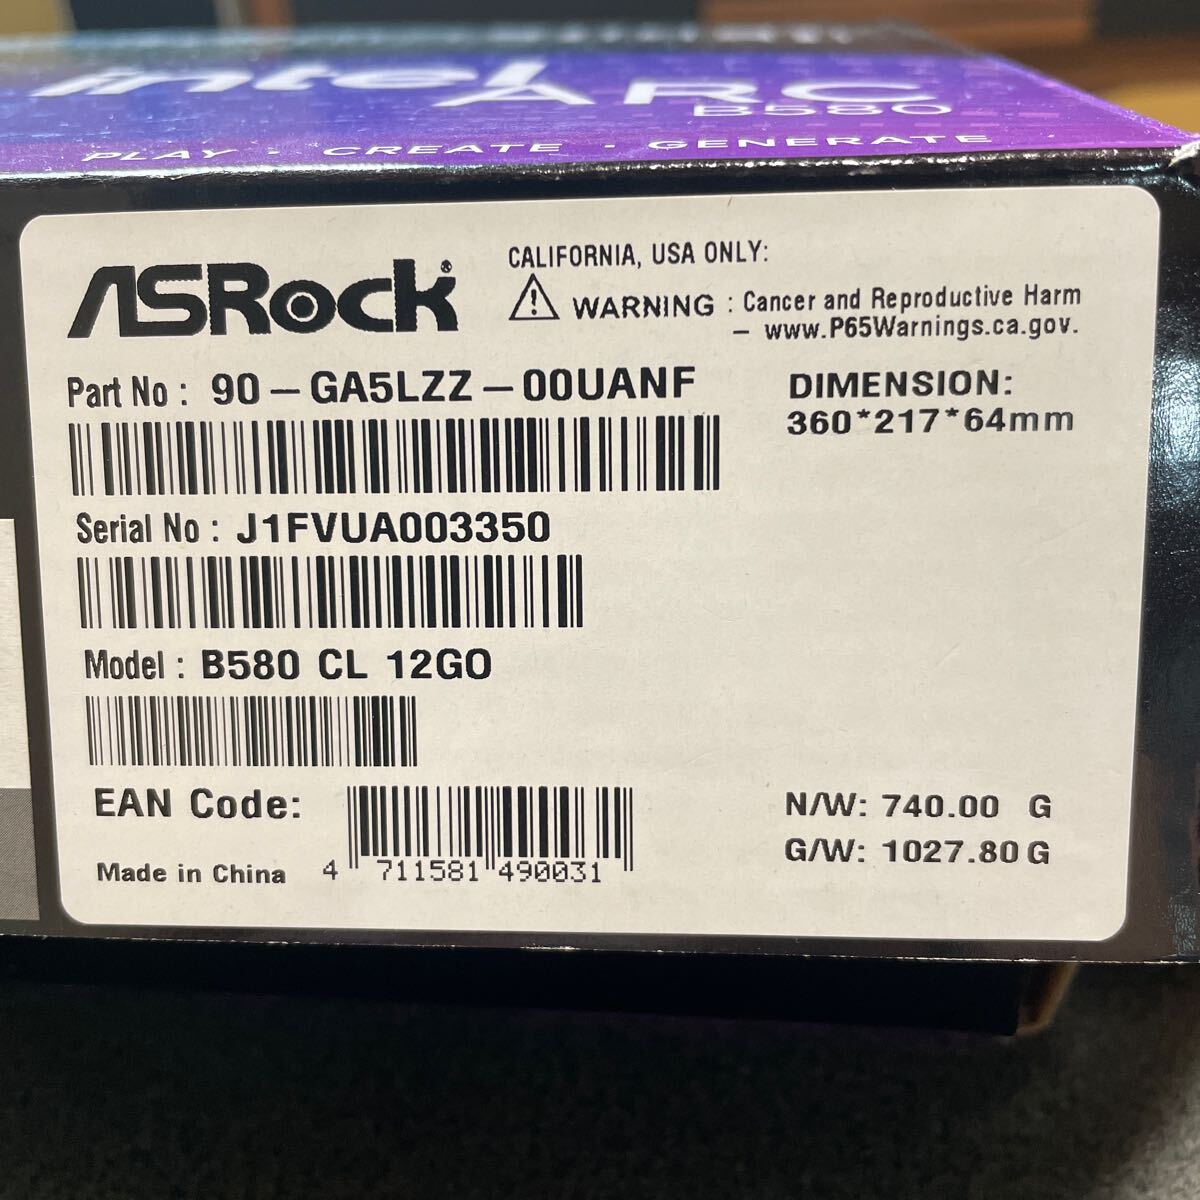 intel ARC
B580
PLAY · CREATE · GENERATE
ASRock®
CALIFORNIA, USA ONLY:
WARNING : Cancer and Reproductive Harm
– www.P65Warnings.ca.gov.
Part No : 90-GA5LZZ-00UANF
DIMENSION:
360*217*64mm
Serial No : J1FVUA003350
Model : B580 CL 12GO
EAN Code:
4 711581 490031
Made in China
N/W: 740.00 G
G/W: 1027.80 G